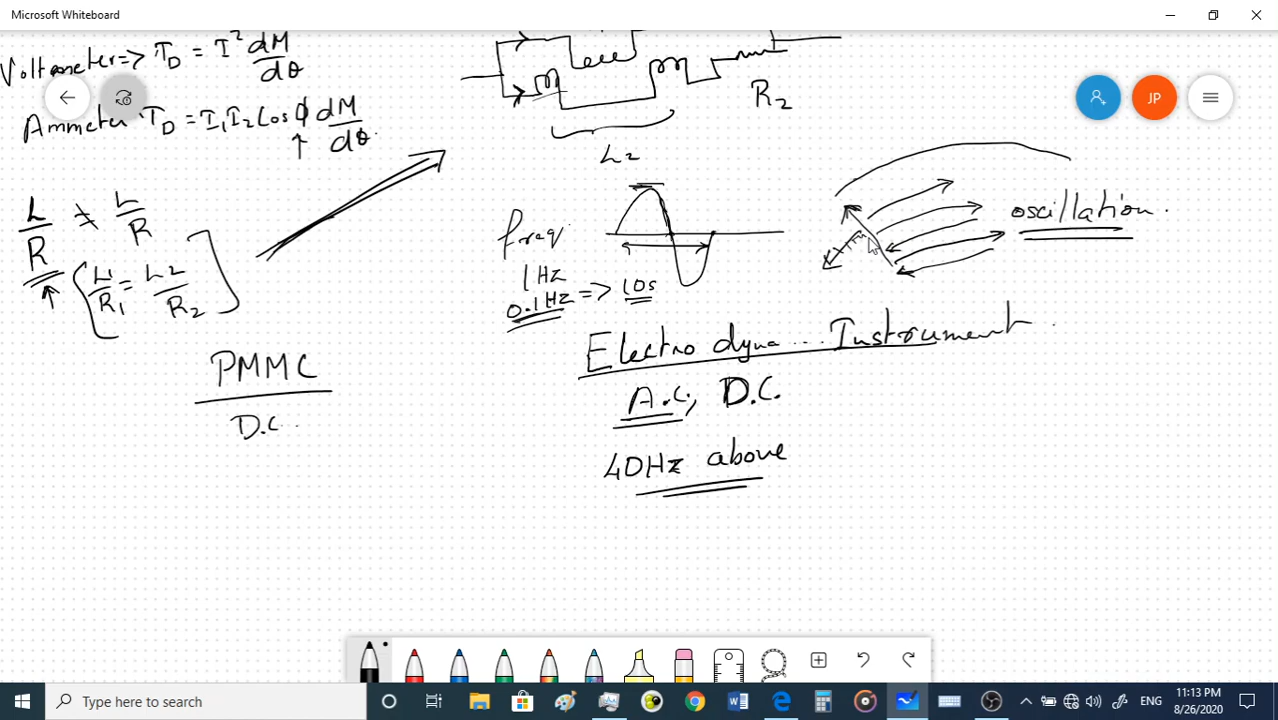 Microsoft Whiteboard
Voltmeter => T_D = I² dM/dθ
Ammeter T_D = I₁I₂ Cos ϕ dM/dθ
R₂
L₂
JP
L/R ≠ L/R
L₁/R₁ = L₂/R₂
freq.
1Hz
0.1Hz => 10s
oscillation.
Electro dyna... Instrument
PMMC
D.C.
A.C., D.C.
40Hz above
Type here to search
ENG
11:13 PM
8/26/2020